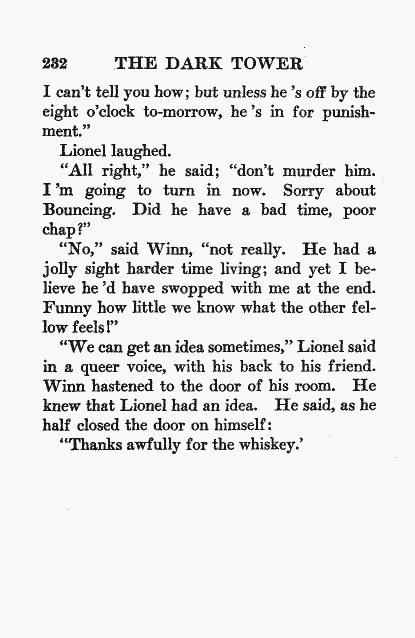 232 THE DARK TOWER
I can't tell you how; but unless he 's off by the
eight o'clock to-morrow, he 's in for punish-
ment."
Lionel laughed.
"All right," he said; "don't murder him.
I 'm going to turn in now. Sorry about
Bouncing. Did he have a bad time, poor
chap?"
"No," said Winn, "not really. He had a
jolly sight harder time living; and yet I be-
lieve he 'd have swopped with me at the end.
Funny how little we know what the other fel-
low feels!"
"We can get an idea sometimes," Lionel said
in a queer voice, with his back to his friend.
Winn hastened to the door of his room. He
knew that Lionel had an idea. He said, as he
half closed the door on himself:
"Thanks awfully for the whiskey.'